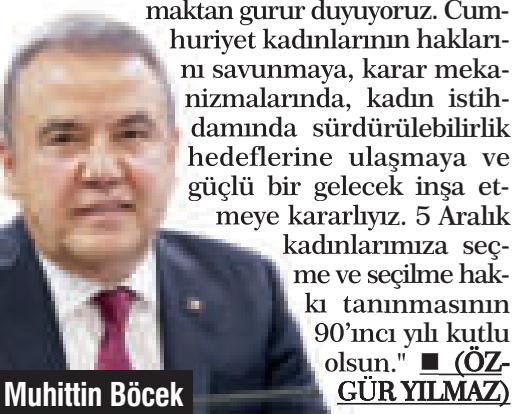 maktan gurur duyuyoruz. Cum-
huriyet kadınlarının hakları-
nı savunmaya, karar meka-
nizmalarında, kadın istih-
damında sürdürülebilirlik
hedeflerine ulaşmaya ve
güçlü bir gelecek inşa et-
meye kararlıyız. 5 Aralık
kadınlarımıza seç-
me ve seçilme hak-
kı tanınmasının
90'ıncı yılı kutlu
olsun." ■ (ÖZ-
GÜR YILMAZ)
Muhittin Böcek